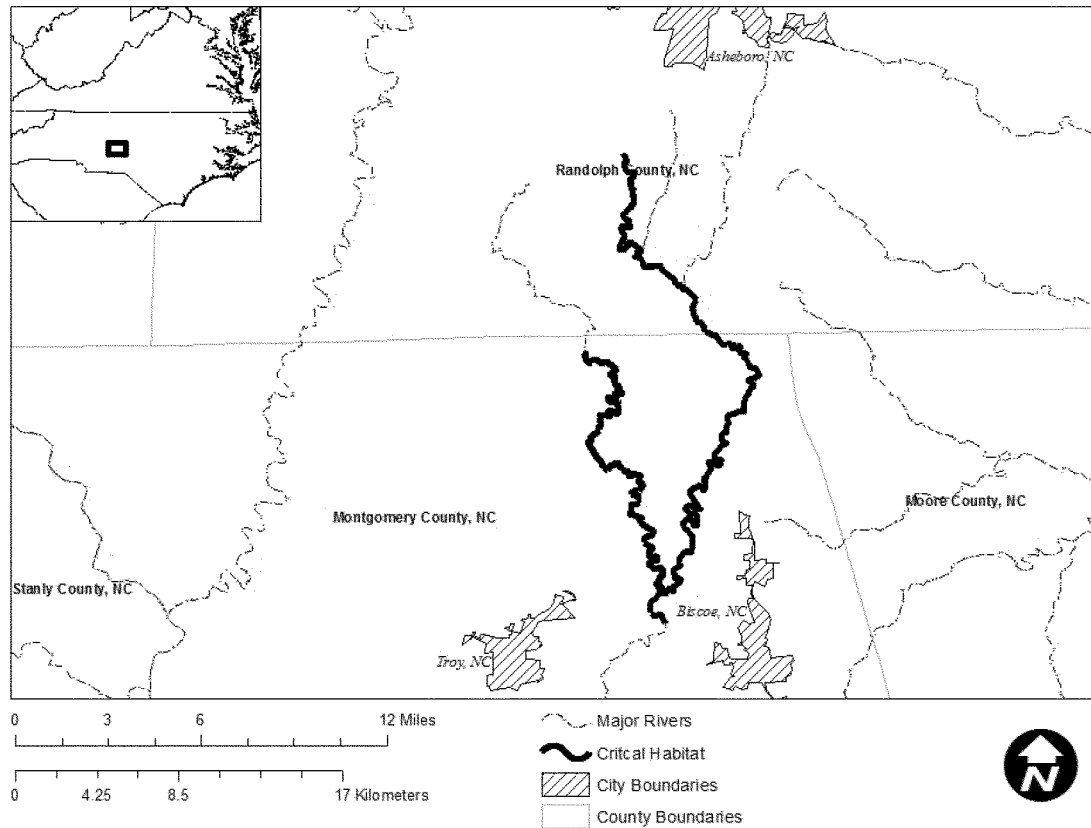 Asheboro, NC
Randolph County, NC
Montgomery County, NC
Moore County, NC
Stanly County, NC
Biscoe, NC
Troy, NC
0 3 6 12 Miles
0 4.25 8.5 17 Kilometers
Major Rivers
Critcal Habitat
City Boundaries
County Boundaries
N